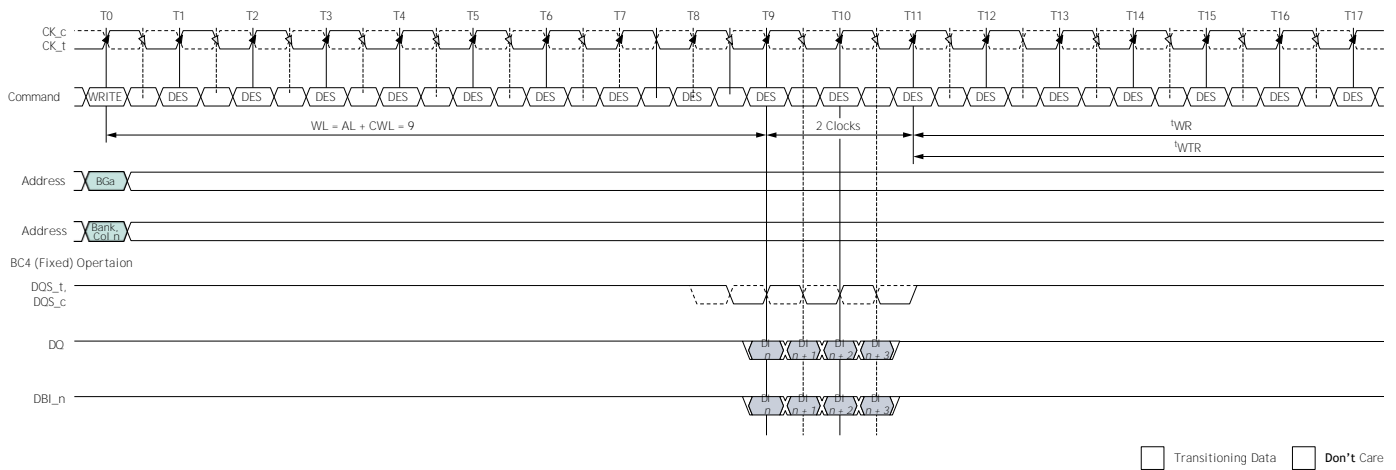 T0 T1 T2 T3 T4 T5 T6 T7 T8 T9 T10 T11 T12 T13 T14 T15 T16 T17
CK_c
CK_t
Command WRITE DES DES DES DES DES DES DES DES DES DES DES DES DES DES DES DES DES
WL = AL + CWL = 9 2 Clocks tWR
tWTR
Address BGa
Address Bank,
Col n
BC4 (Fixed) Opertaion
DQS_t,
DQS_c
DQ DI DI DI DI
n n + 1 n + 2 n + 3
DBI_n DI DI DI DI
n n + 1 n + 2 n + 3
Transitioning Data Don't Care